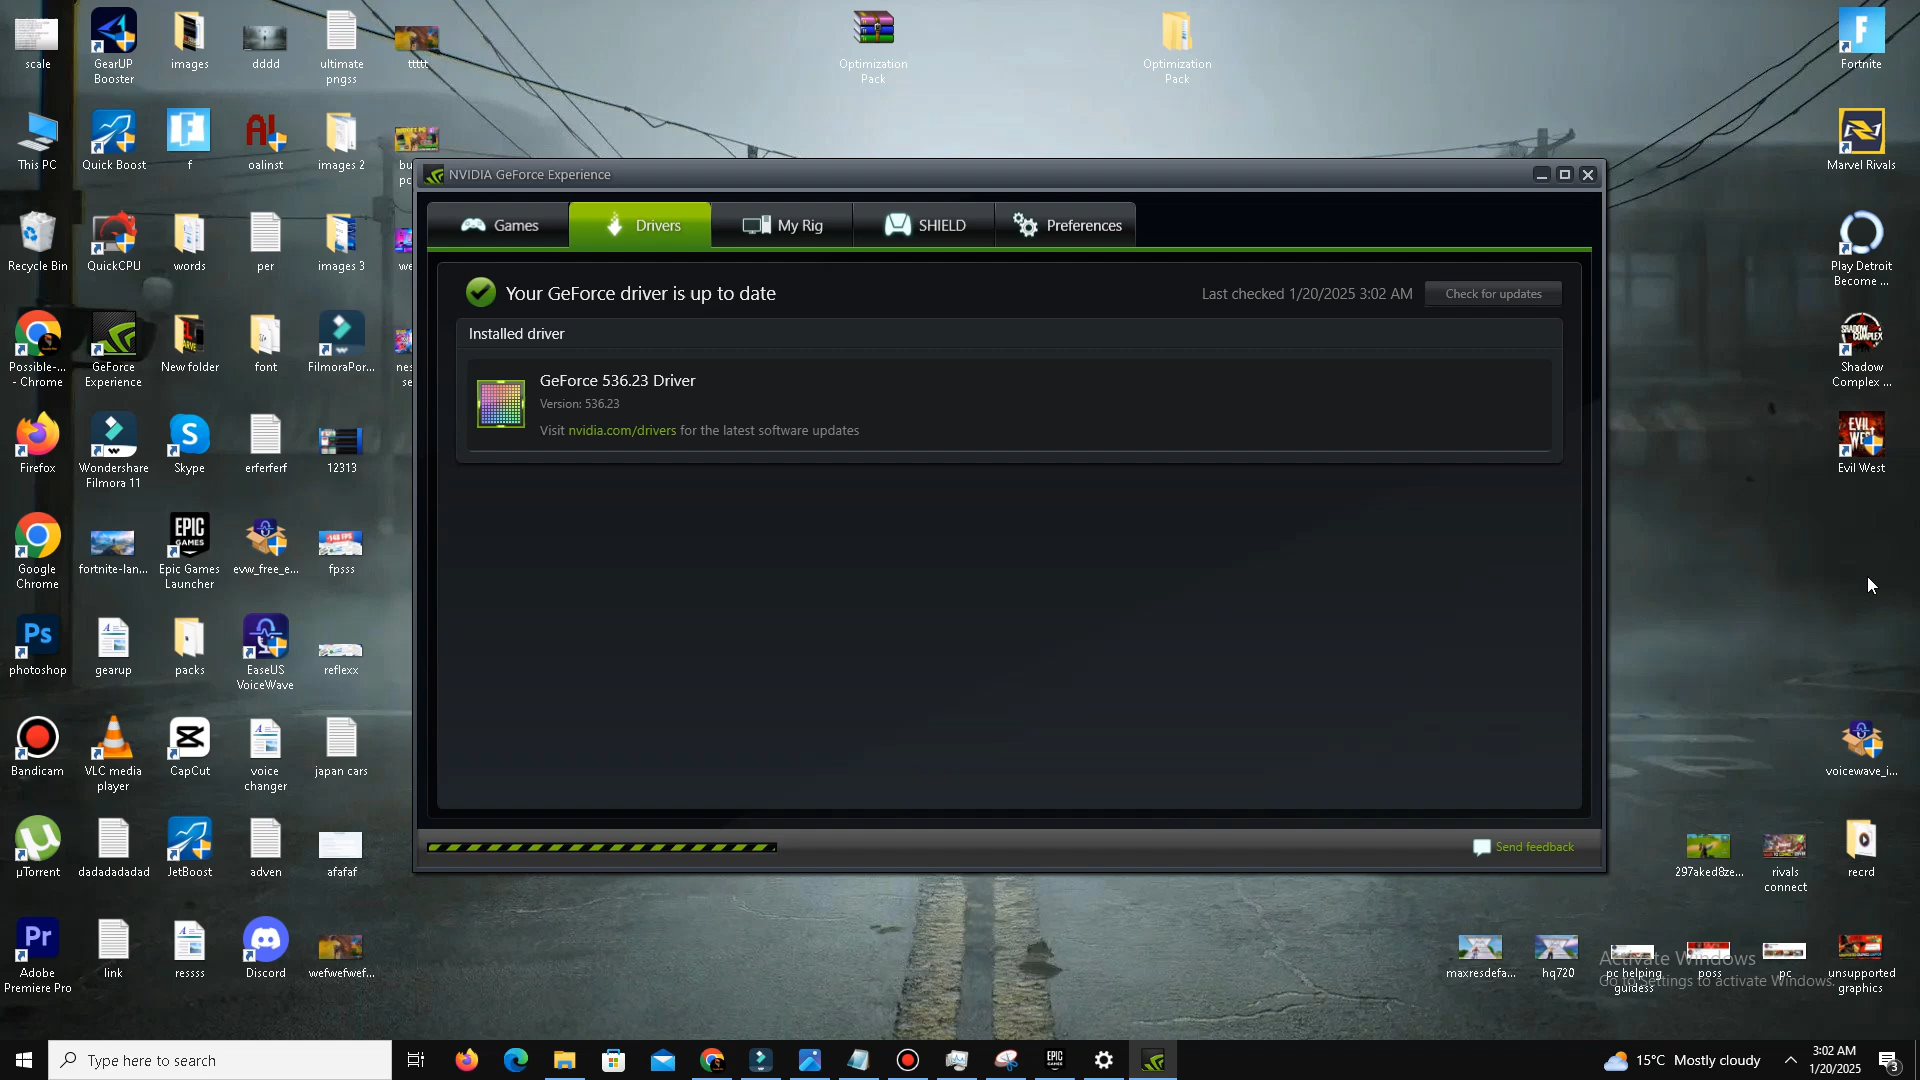 scale
GearUP
Booster
images
dddd
ultimate
pngss
ttttt
Optimization
Pack
Optimization
Pack
Fortnite
This PC
Quick Boost
f
oalinst
images 2
bu
pc
Marvel Rivals
NVIDIA GeForce Experience
Games
Drivers
My Rig
SHIELD
Preferences
Recycle Bin
QuickCPU
words
per
images 3
we
Play Detroit
Become ...
Your GeForce driver is up to date
Last checked 1/20/2025 3:02 AM
Check for updates
Installed driver
GeForce 536.23 Driver
Version: 536.23
Visit nvidia.com/drivers for the latest software updates
Possible-...
- Chrome
GeForce
Experience
New folder
font
FilmoraPor...
nes
se
Shadow
Complex ...
Firefox
Wondershare
Filmora 11
Skype
erferferf
12313
Evil West
Google
Chrome
fortnite-lan...
Epic Games
Launcher
evw_free_e...
fpsss
photoshop
gearup
packs
EaseUS
VoiceWave
reflexx
Bandicam
VLC media
player
CapCut
voice
changer
japan cars
voicewave_i...
µTorrent
dadadadadad
JetBoost
adven
afafaf
Send feedback
297aked8ze...
rivals
connect
recrd
Adobe
Premiere Pro
link
ressss
Discord
wefwefwef...
maxresdefa...
hq720
pc helping
guidess
poss
pc
unsupported
graphics
Activate Windows
Go to Settings to activate Windows.
Type here to search
15°C Mostly cloudy
3:02 AM
1/20/2025
3